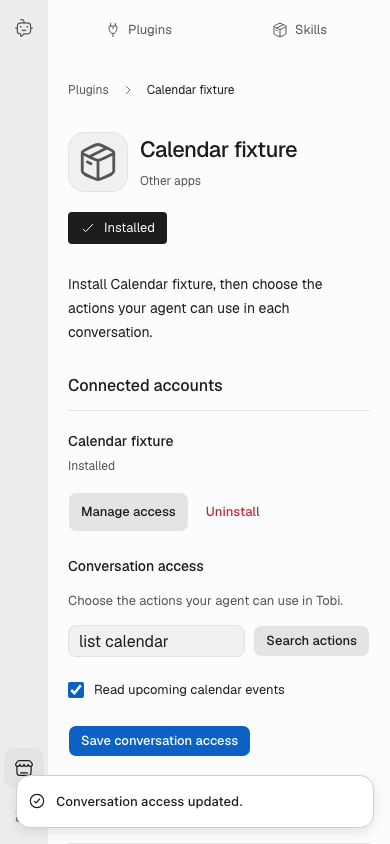 Plugins
Skills
Plugins
Calendar fixture
Calendar fixture
Other apps
Installed
Install Calendar fixture, then choose the
actions your agent can use in each
conversation.
Connected accounts
Calendar fixture
Installed
Manage access
Uninstall
Conversation access
Choose the actions your agent can use in Tobi.
list calendar
Search actions
Read upcoming calendar events
Save conversation access
Conversation access updated.